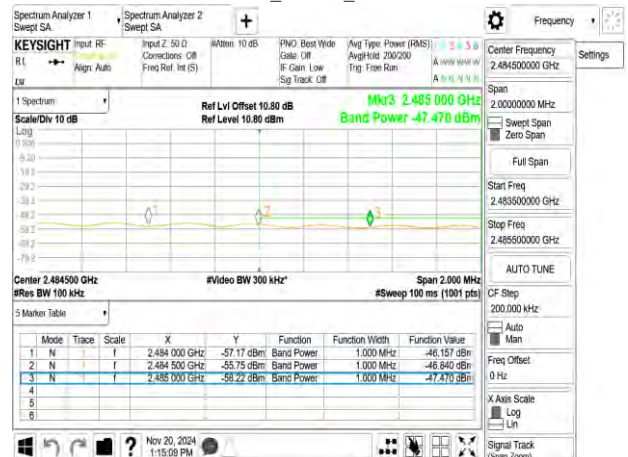 Spectrum Analyzer 1
Swept SA
Spectrum Analyzer 2
Swept SA
+
Frequency
Settings
KEYSIGHT
RL
Input: RF
Align: Auto
Input Z: 50 Ω
Corrections: Off
Freq Ref: Int (S)
#Atten: 10 dB
PNO: Best Wide
Gate: Off
IF Gain: Low
Sig Track: Off
Avg Type: Power (RMS)
Avg|Hold: 200/200
Trig: Free Run
1 Spectrum
Scale/Div 10 dB
Log
Ref Lvl Offset 10.80 dB
Ref Level 10.80 dBm
Mkr3 2.485 000 GHz
Band Power -47.470 dBm
Center 2.484500 GHz
#Res BW 100 kHz
#Video BW 300 kHz*
Span 2.000 MHz
#Sweep 100 ms (1001 pts)
5 Marker Table
Mode Trace Scale X Y Function Function Width Function Value
1 N 1 f 2.484 000 GHz -57.17 dBm Band Power 1.000 MHz -46.157 dBm
2 N 1 f 2.484 500 GHz -55.75 dBm Band Power 1.000 MHz -46.640 dBm
3 N 1 f 2.485 000 GHz -58.22 dBm Band Power 1.000 MHz -47.470 dBm
4
5
6
Nov 20, 2024
1:15:09 PM
Center Frequency
2.484500000 GHz
Span
2.00000000 MHz
Swept Span
Zero Span
Full Span
Start Freq
2.483500000 GHz
Stop Freq
2.485500000 GHz
AUTO TUNE
CF Step
200.000 kHz
Auto
Man
Freq Offset
0 Hz
X Axis Scale
Log
Lin
Signal Track
(Span Zoom)